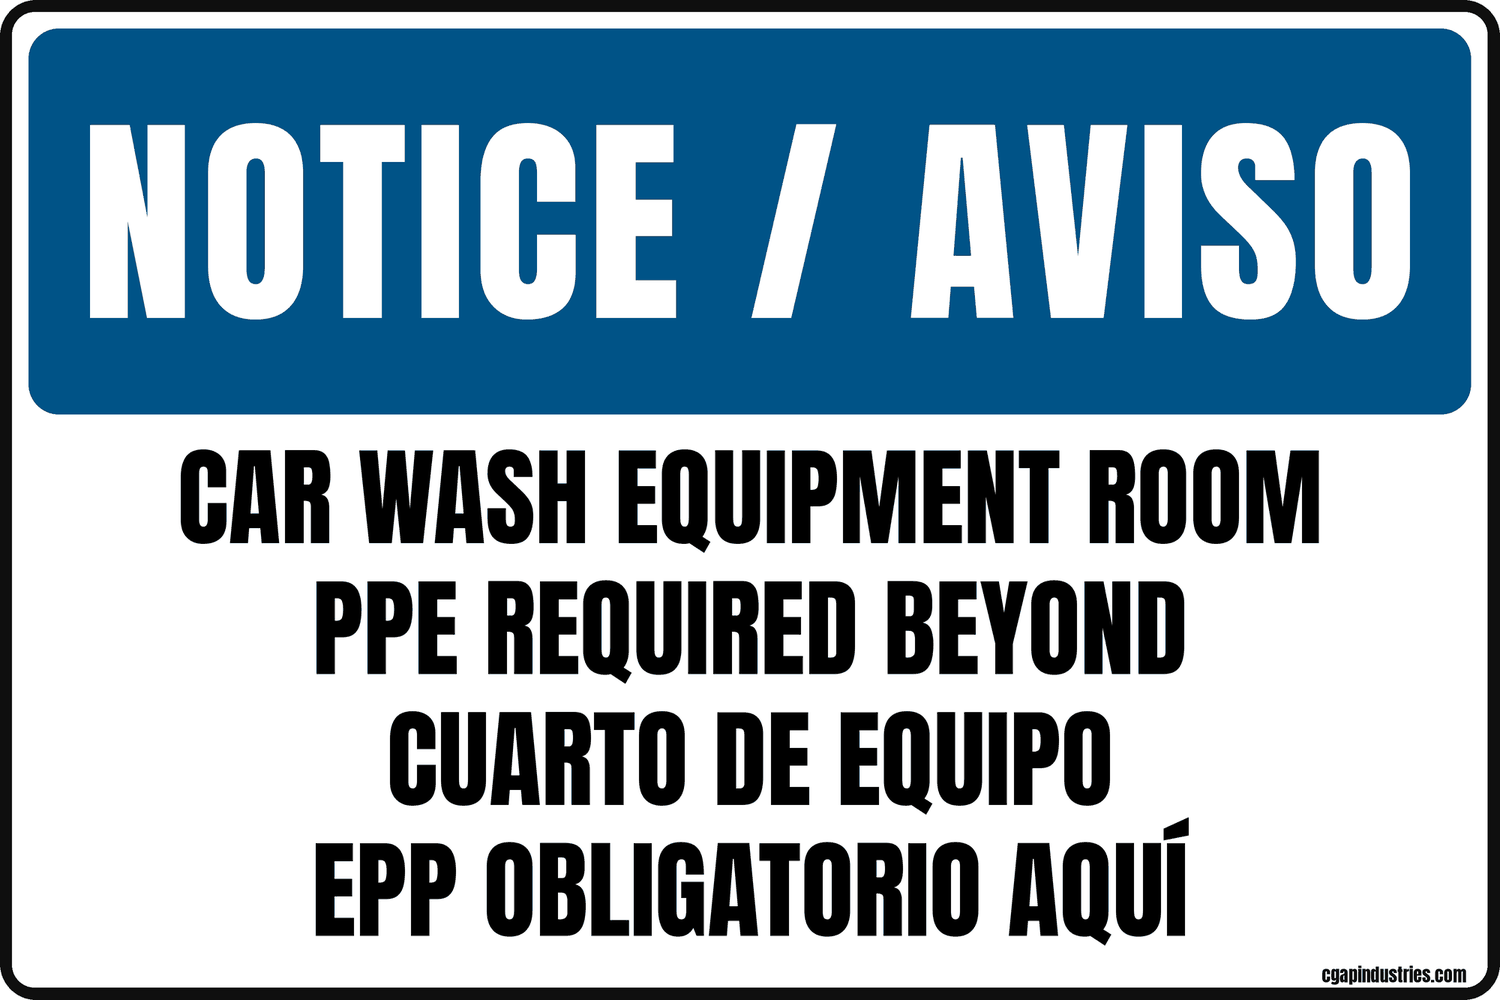 NOTICE / AVISO
CAR WASH EQUIPMENT ROOM
PPE REQUIRED BEYOND
CUARTO DE EQUIPO
EPP OBLIGATORIO AQUÍ
cgapindustries.com